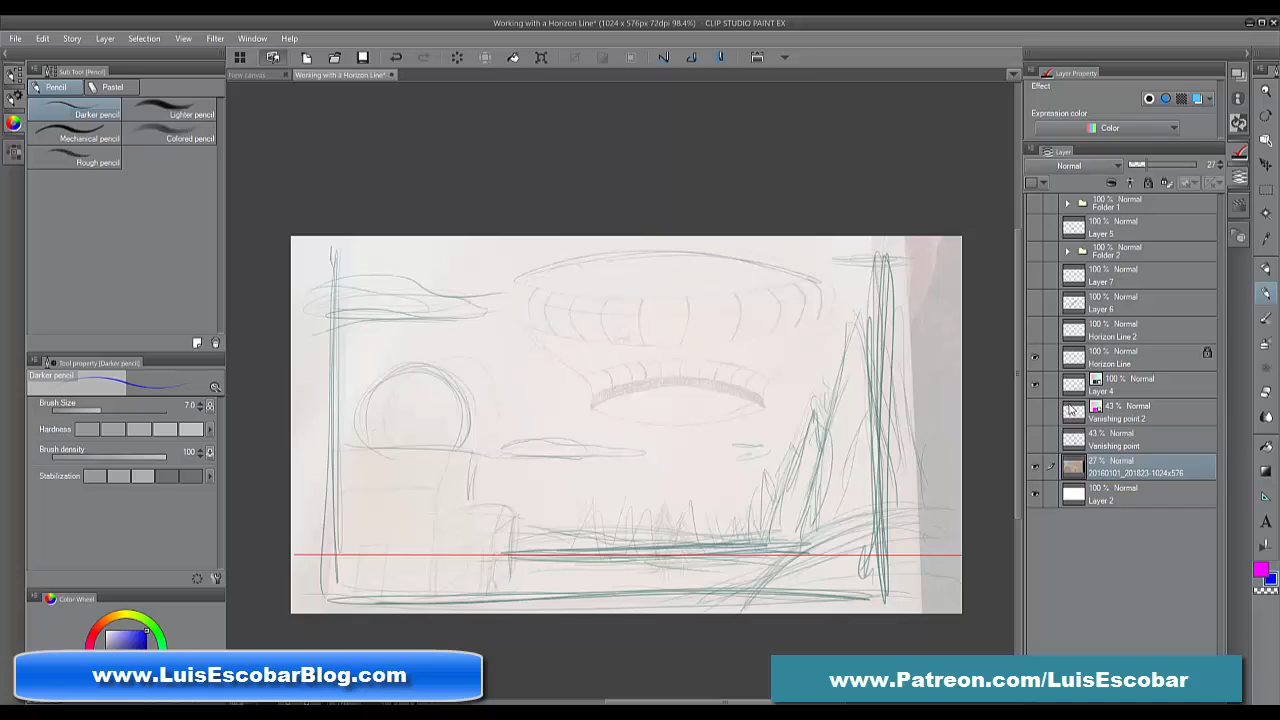 Working with a Horizon Line* (1024 x 576px 72dpi 98.4%) - CLIP STUDIO PAINT EX
File Edit Story Layer Selection View Filter Window Help
Sub Tool [Pencil]
New canvas
Working with a Horizon Line*
Pencil Pastel
Darker pencil Lighter pencil
Mechanical pencil Colored pencil
Rough pencil
Tool property [Darker pencil]
Darker pencil
Brush Size 7.0
Hardness
Brush density 100
Stabilization
Color Wheel
Layer Property
Effect
Expression color
Color
Layer
Normal 27
100 % Normal
Folder 1
100 % Normal
Layer 5
100 % Normal
Folder 2
100 % Normal
Layer 7
100 % Normal
Layer 6
100 % Normal
Horizon Line 2
100 % Normal
Horizon Line
100 % Normal
Layer 4
43 % Normal
Vanishing point 2
43 % Normal
Vanishing point
27 % Normal
20160101_201823-1024x576
100 % Normal
Layer 2
www.LuisEscobarBlog.com
www.Patreon.com/LuisEscobar